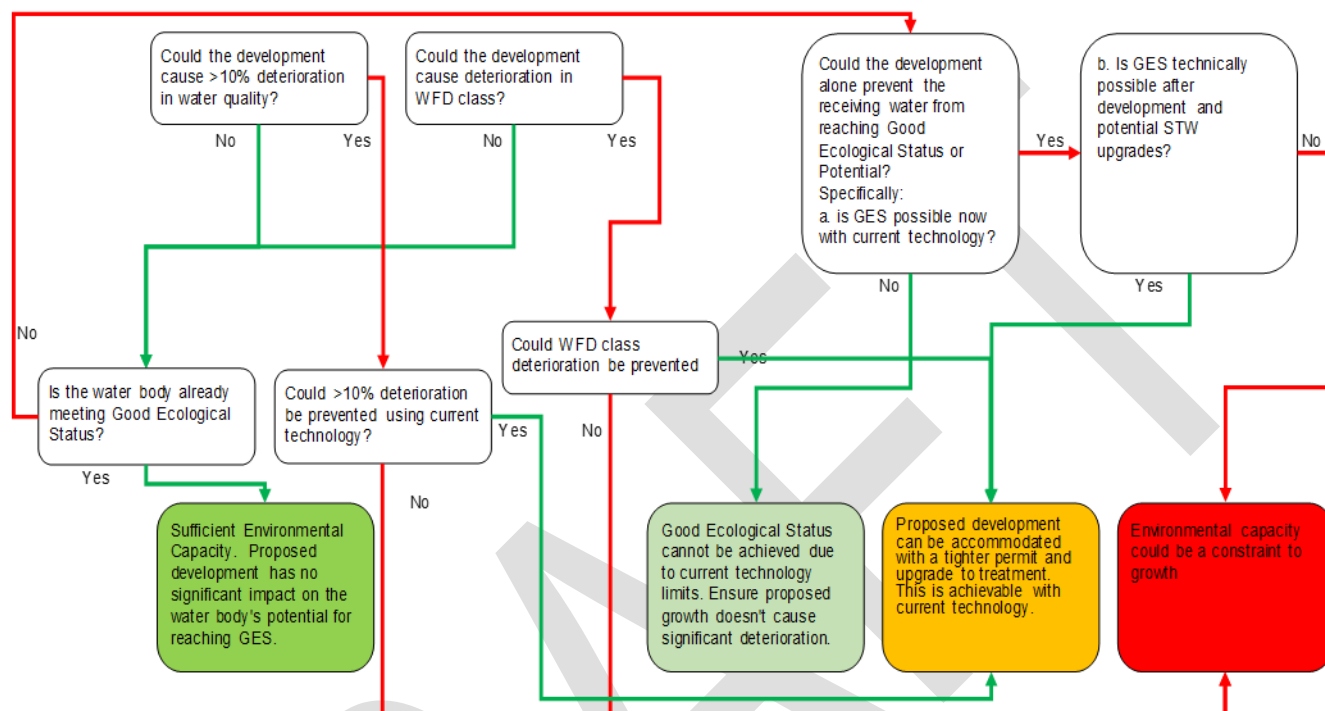 Could the development
cause >10% deterioration
in water quality?
Could the development
cause deterioration in
WFD class?
Could the development
alone prevent the
receiving water from
reaching Good
Ecological Status or
Potential?
Specifically:
a. is GES possible now
with current technology?
b. Is GES technically
possible after
development and
potential STW
upgrades?
No
Yes
No
Yes
Yes
No
No
Yes
No
Could WFD class
deterioration be prevented
Yes
Is the water body already
meeting Good Ecological
Status?
Could >10% deterioration
be prevented using current
technology?
Yes
No
Yes
No
Sufficient Environmental
Capacity. Proposed
development has no
significant impact on the
water body's potential for
reaching GES.
Good Ecological Status
cannot be achieved due
to current technology
limits. Ensure proposed
growth doesn't cause
significant deterioration.
Proposed development
can be accommodated
with a tighter permit and
upgrade to treatment.
This is achievable with
current technology.
Environmental capacity
could be a constraint to
growth